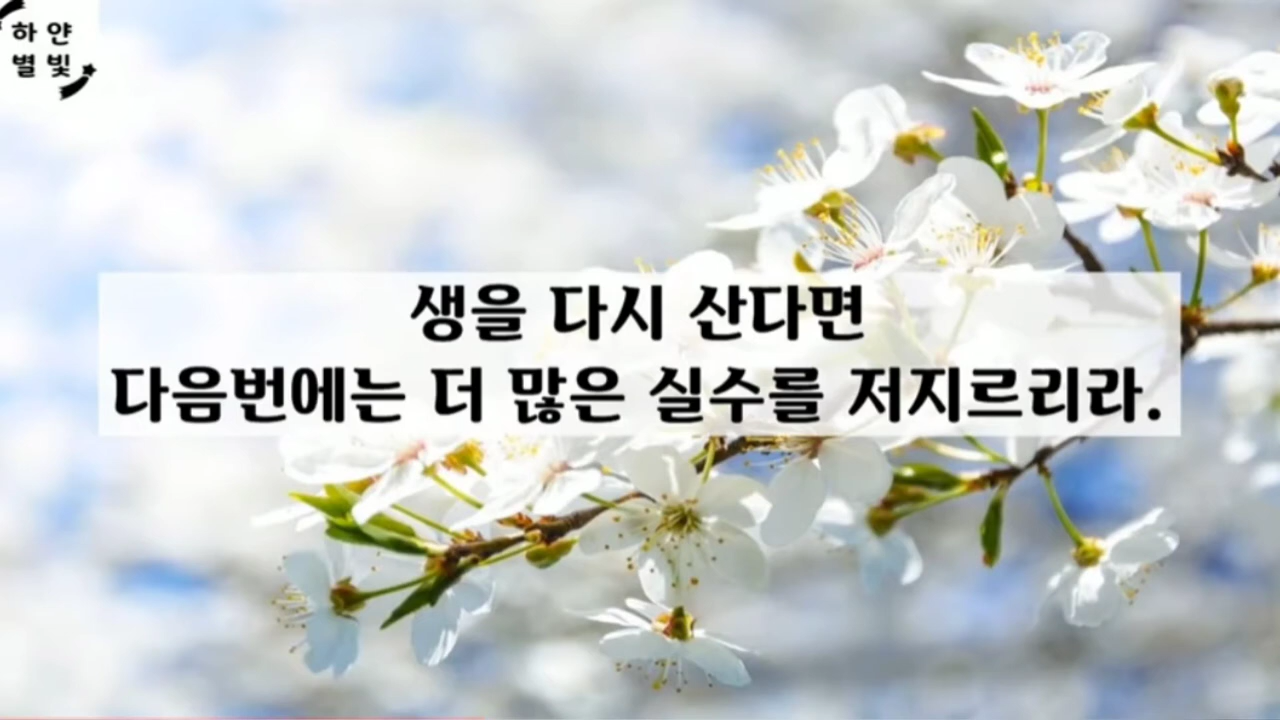 하얀
별빛
생을 다시 산다면
다음번에는 더 많은 실수를 저지르리라.